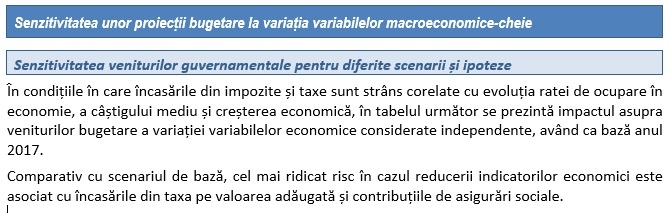 Senzitivitatea unor proiecții bugetare la variația variabilelor macroeconomice-cheie
Senzitivitatea veniturilor guvernamentale pentru diferite scenarii și ipoteze
În condițiile în care încasările din impozite și taxe sunt strâns corelate cu evoluția ratei de ocupare în
economie, a câștigului mediu și creșterea economică, în tabelul următor se prezintă impactul asupra
veniturilor bugetare a variației variabilelor economice considerate independente, având ca bază anul
2017.
Comparativ cu scenariul de bază, cel mai ridicat risc în cazul reducerii indicatorilor economici este
asociat cu încasările din taxa pe valoarea adăugată și contribuțiile de asigurări sociale.